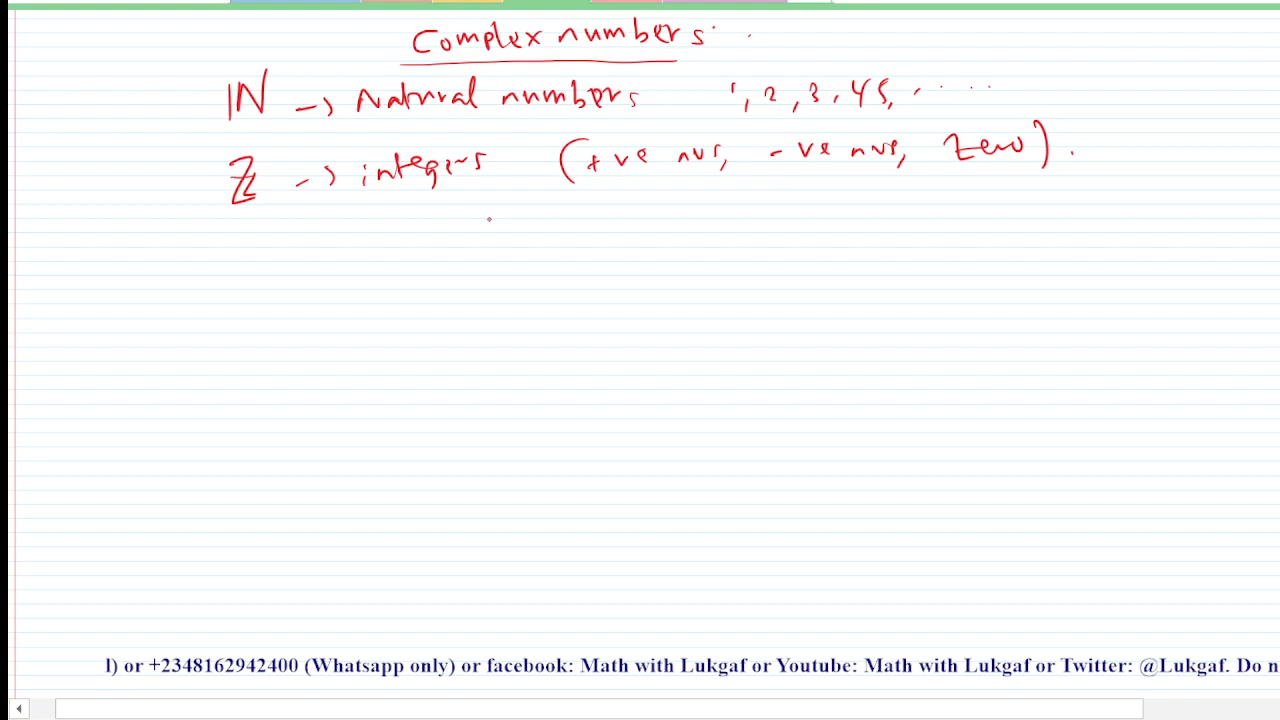 Complex numbers.
IN -> Natural numbers 1, 2, 3, 4 5, . . . .
Z -> integers (+ve nus, -ve nus, Zero).
l) or +2348162942400 (Whatsapp only) or facebook: Math with Lukgaf or Youtube: Math with Lukgaf or Twitter: @Lukgaf. Do n